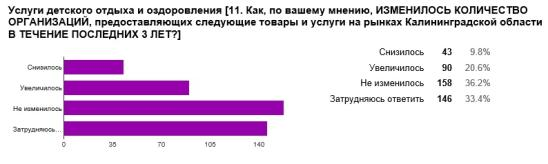 Услуги детского отдыха и оздоровления [11. Как, по вашему мнению, ИЗМЕНИЛОСЬ КОЛИЧЕСТВО
ОРГАНИЗАЦИЙ, предоставляющих следующие товары и услуги на рынках Калининградской области
В ТЕЧЕНИЕ ПОСЛЕДНИХ 3 ЛЕТ?]
Снизилось
Увеличилось
Не изменилось
Затрудняюсь…
0 35 70 105 140
Снизилось 43 9.8%
Увеличилось 90 20.6%
Не изменилось 158 36.2%
Затрудняюсь ответить 146 33.4%